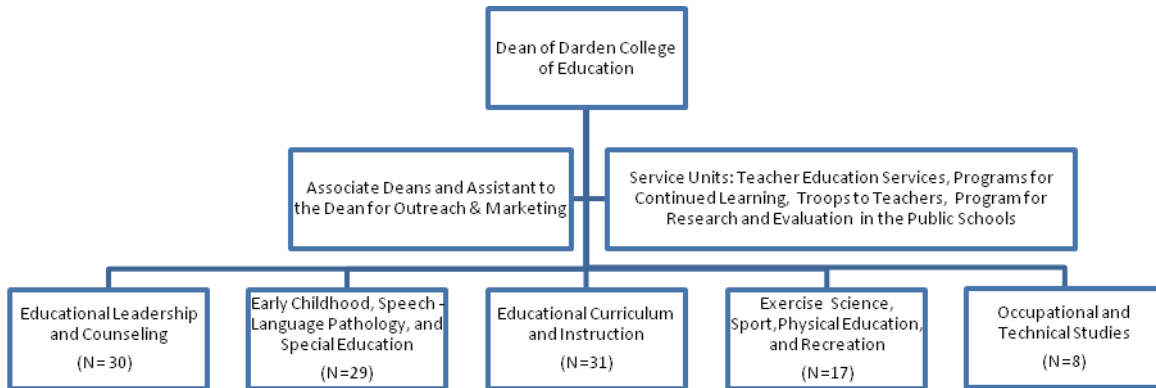 Dean of Darden College
of Education
Associate Deans and Assistant to
the Dean for Outreach & Marketing
Service Units: Teacher Education Services, Programs for
Continued Learning, Troops to Teachers, Program for
Research and Evaluation in the Public Schools
Educational Leadership
and Counseling
(N= 30)
Early Childhood, Speech -
Language Pathology, and
Special Education
(N=29)
Educational Curriculum
and Instruction
(N=31)
Exercise Science,
Sport, Physical Education,
and Recreation
(N=17)
Occupational and
Technical Studies
(N=8)